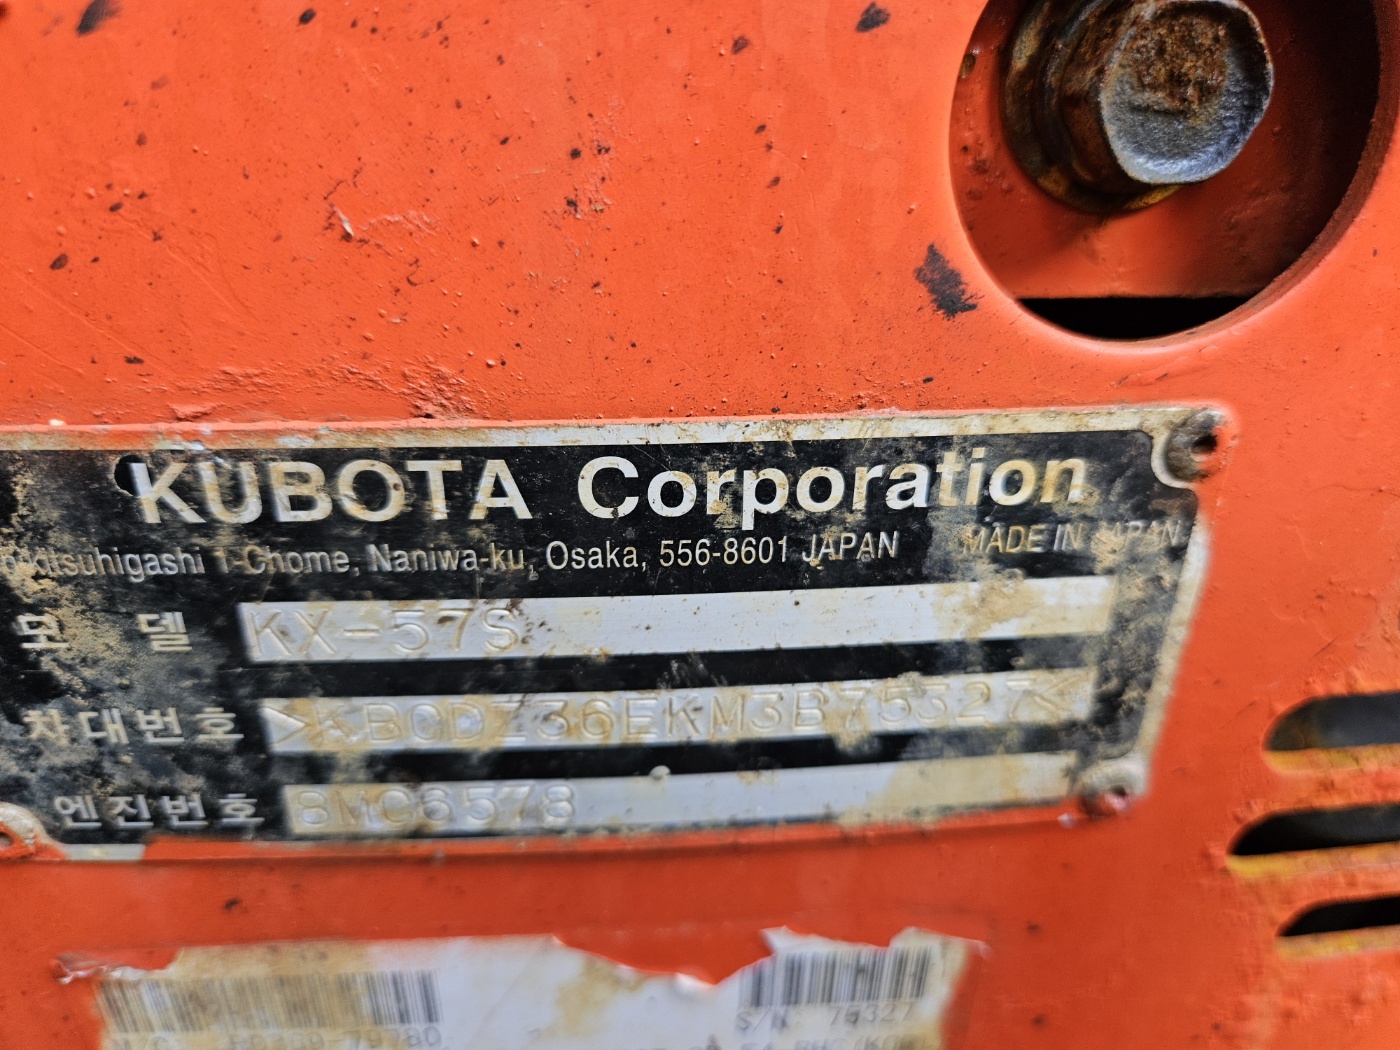 KUBOTA Corporation
Osaka, 556-8601 JAPAN MADE IN JAPAN
1-Chome, Naniwa-ku,
모 델 KX-57S
차대번호 >KBCDZ36EKM3B75327<
엔진번호 8MC6578
S/N: 75327